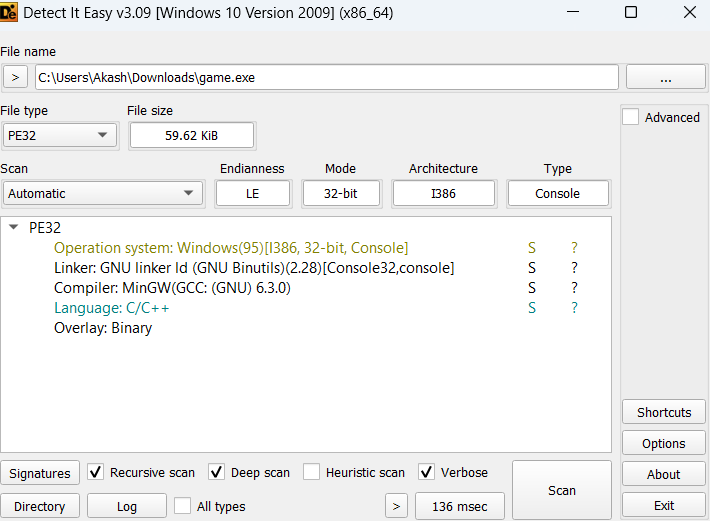 Detect It Easy v3.09 [Windows 10 Version 2009] (x86_64)
File name
> C:\Users\Akash\Downloads\game.exe ...
File type File size
PE32 59.62 KiB Advanced
Scan Endianness Mode Architecture Type
Automatic LE 32-bit I386 Console
PE32
Operation system: Windows(95)[I386, 32-bit, Console] S ?
Linker: GNU linker ld (GNU Binutils)(2.28)[Console32,console] S ?
Compiler: MinGW(GCC: (GNU) 6.3.0) S ?
Language: C/C++ S ?
Overlay: Binary
Shortcuts
Options
Signatures Recursive scan Deep scan Heuristic scan Verbose Scan About
Directory Log All types > 136 msec Exit